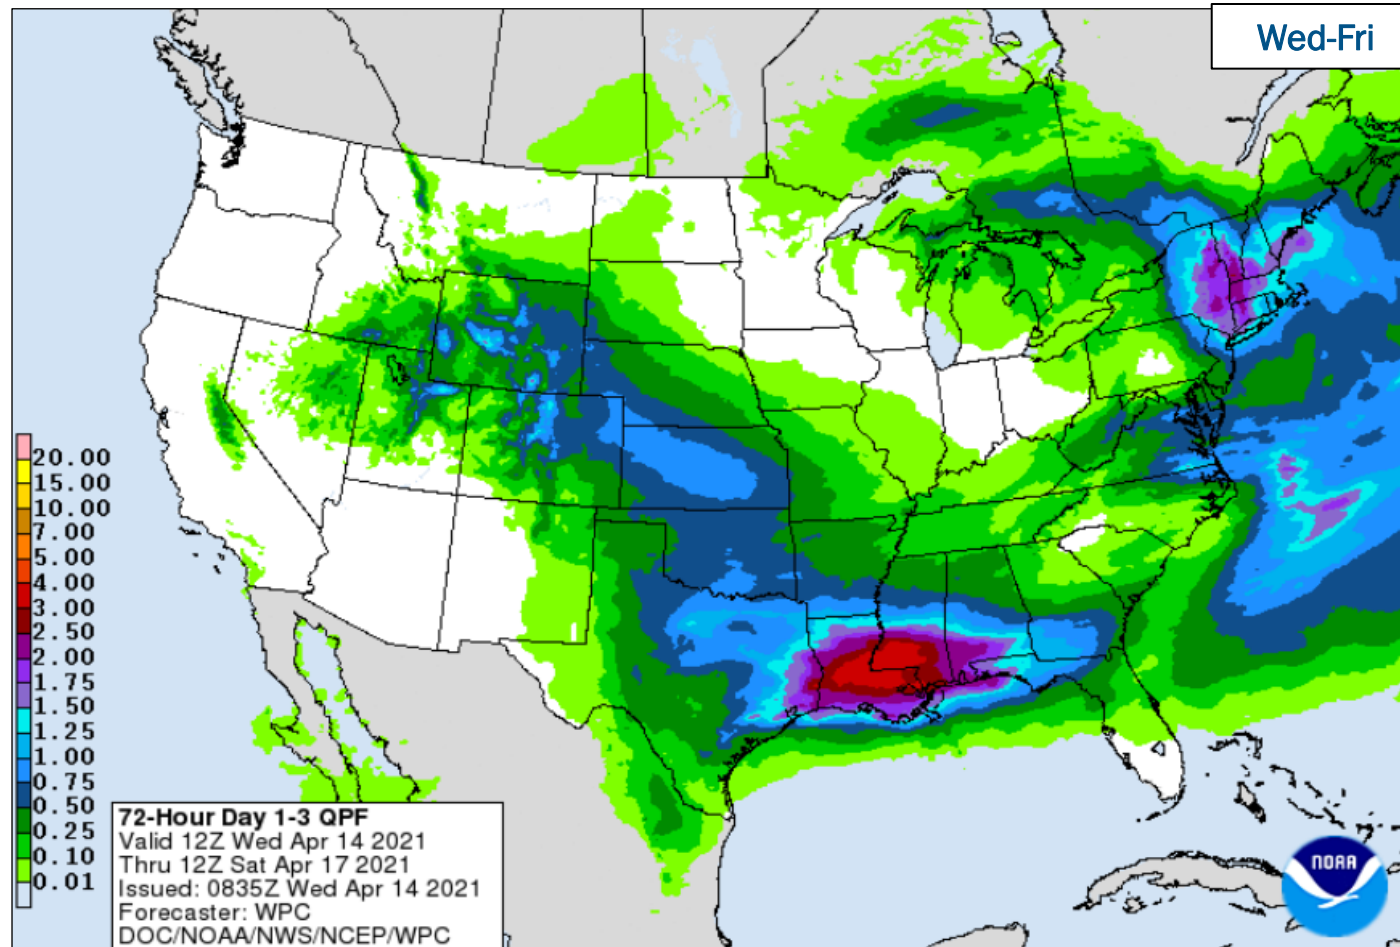 Wed-Fri
20.00
15.00
10.00
7.00
5.00
4.00
3.00
2.50
2.00
1.75
1.50
1.25
1.00
0.75
0.50
0.25
0.10
0.01
72-Hour Day 1-3 QPF
Valid 12Z Wed Apr 14 2021
Thru 12Z Sat Apr 17 2021
Issued: 0835Z Wed Apr 14 2021
Forecaster: WPC
DOC/NOAA/NWS/NCEP/WPC
NOAA